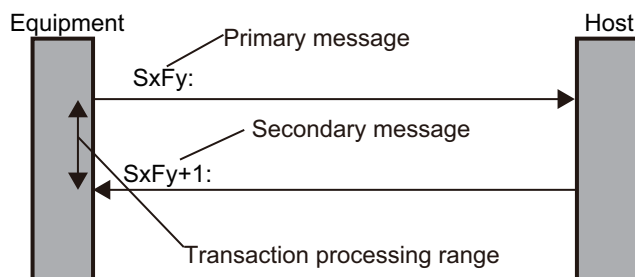 Equipment
Host
Primary message
SxFy:
Secondary message
SxFy+1:
Transaction processing range